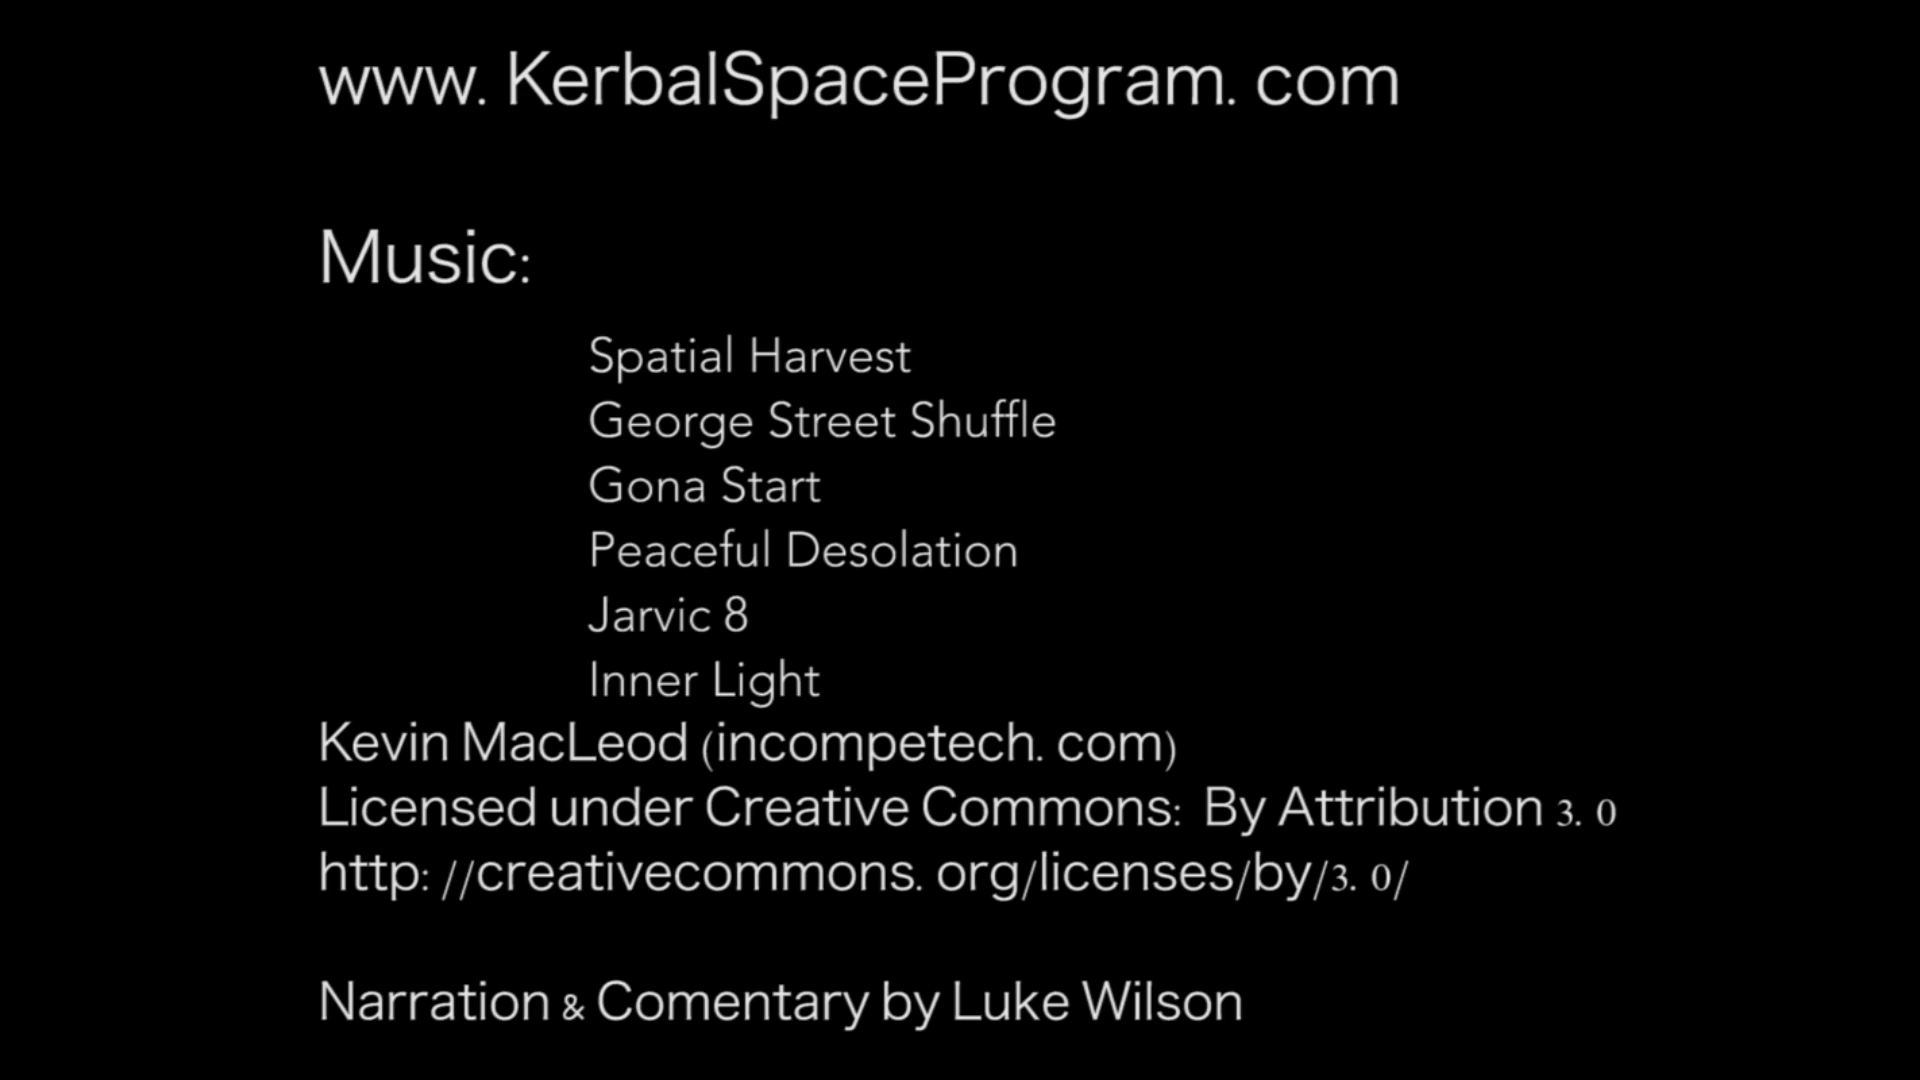 www. KerbalSpaceProgram. com
Music:
Spatial Harvest
George Street Shuffle
Gona Start
Peaceful Desolation
Jarvic 8
Inner Light
Kevin MacLeod (incompetech. com)
Licensed under Creative Commons:  By Attribution 3. 0
http: //creativecommons. org/licenses/by/3. 0/
Narration & Comentary by Luke Wilson